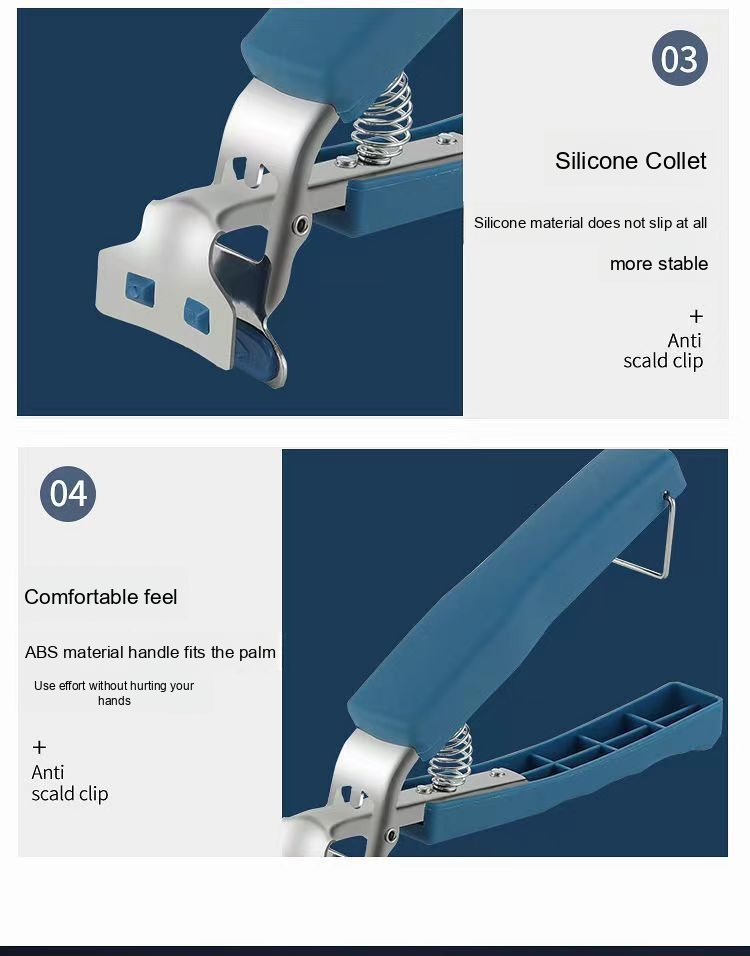 03
Silicone Collet
Silicone material does not slip at all
more stable
+
Anti
scald clip
04
Comfortable feel
ABS material handle fits the palm
Use effort without hurting your
hands
+
Anti
scald clip